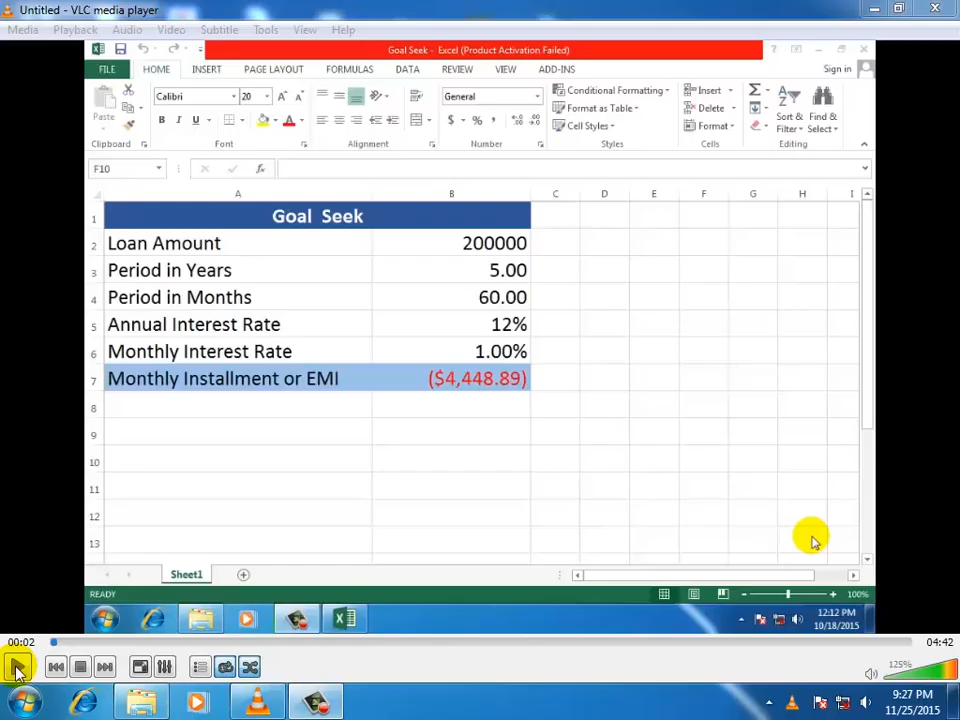 Untitled - VLC media player
Media Playback Audio Video Subtitle Tools View Help
Goal Seek - Excel (Product Activation Failed)
FILE HOME INSERT PAGE LAYOUT FORMULAS DATA REVIEW VIEW ADD-INS Sign in
Calibri 20 General Conditional Formatting Insert
Paste Format as Table Delete Sort & Find &
B I U $ % , Cell Styles Format Filter Select
Clipboard Font Alignment Number Styles Cells Editing
F10
A B C D E F G H I
1 Goal Seek
2 Loan Amount 200000
3 Period in Years 5.00
4 Period in Months 60.00
5 Annual Interest Rate 12%
6 Monthly Interest Rate 1.00%
7 Monthly Installment or EMI ($4,448.89)
8
9
10
11
12
13
Sheet1
READY 100%
12:12 PM
10/18/2015
00:02 04:42
125%
9:27 PM
11/25/2015